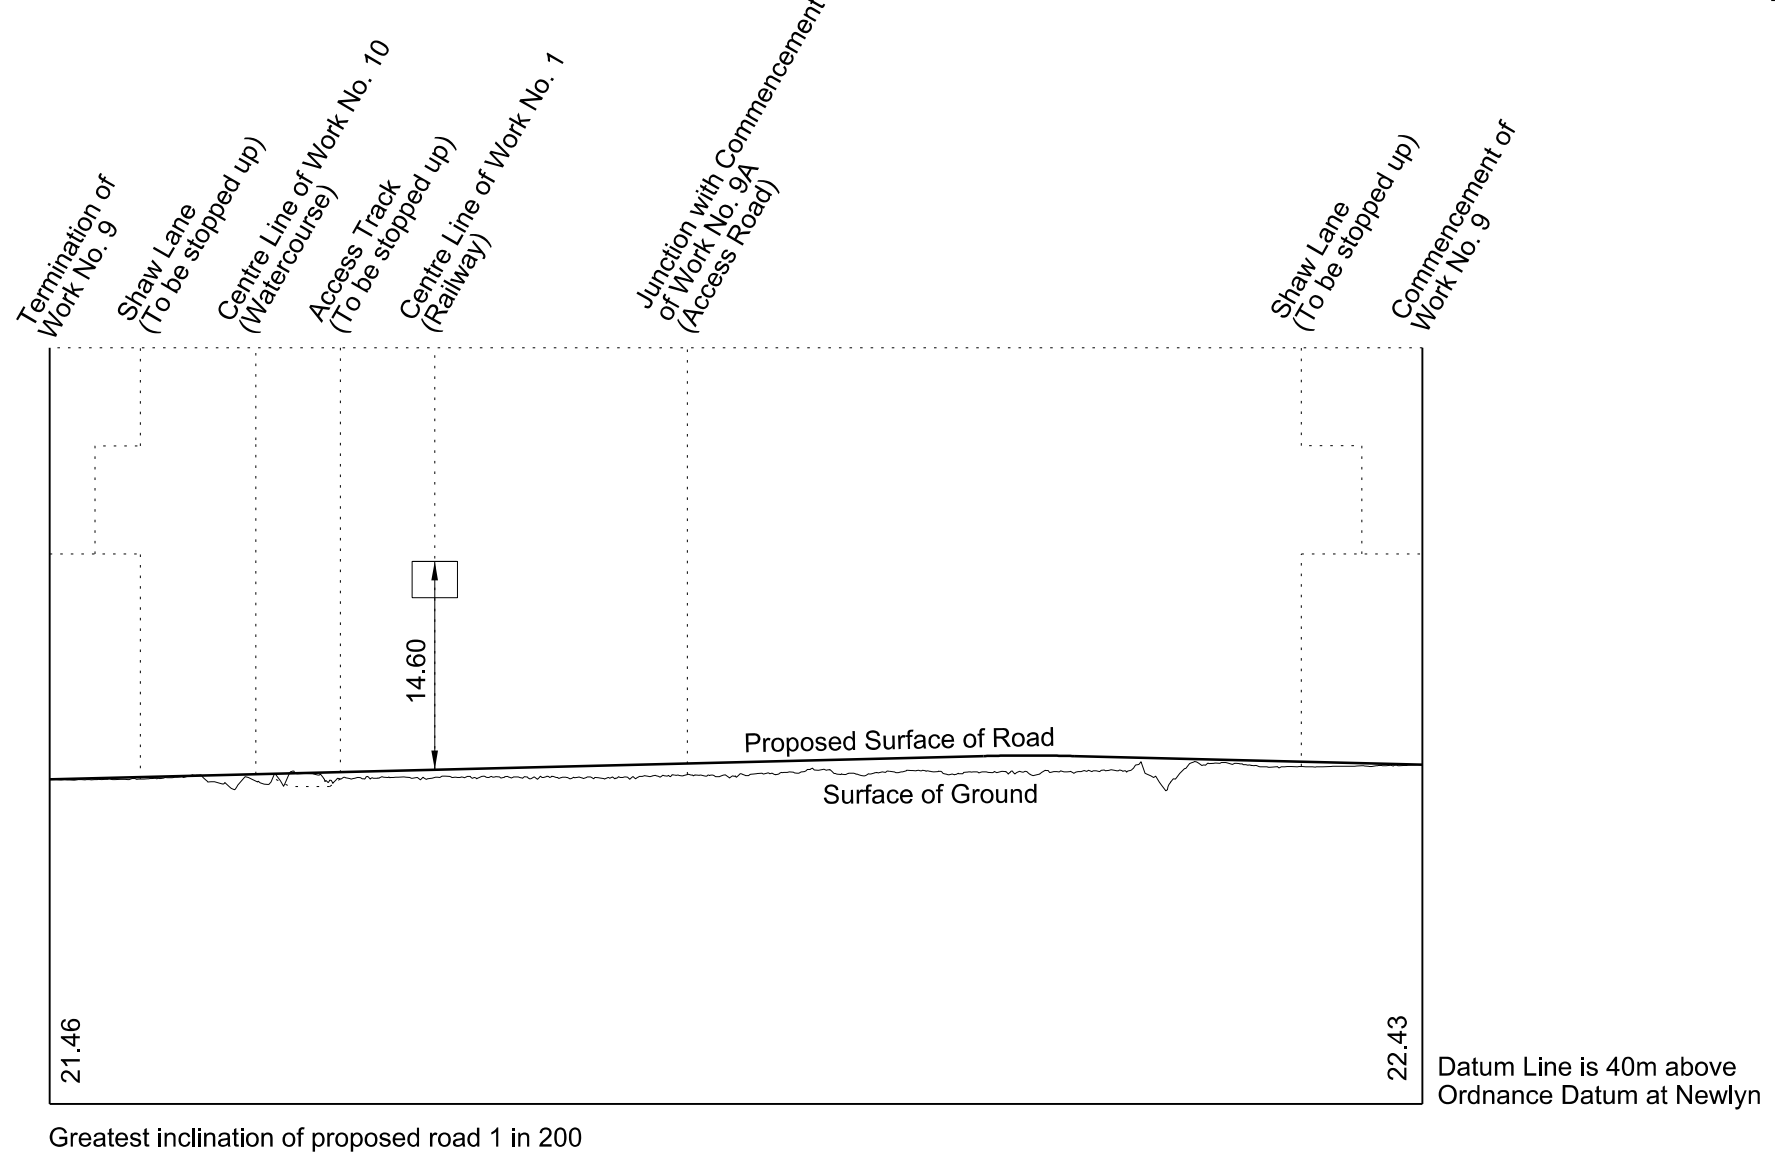 Termination of
Work No. 9
Shaw Lane
(To be stopped up)
Centre Line of Work No. 10
(Watercourse)
Access Track
(To be stopped up)
Centre Line of Work No. 1
(Railway)
Junction with Commencement
of Work No. 9A
(Access Road)
Shaw Lane
(To be stopped up)
Commencement of
Work No. 9
14.60
Proposed Surface of Road
Surface of Ground
21.46
22.43
Datum Line is 40m above
Ordnance Datum at Newlyn
Greatest inclination of proposed road 1 in 200